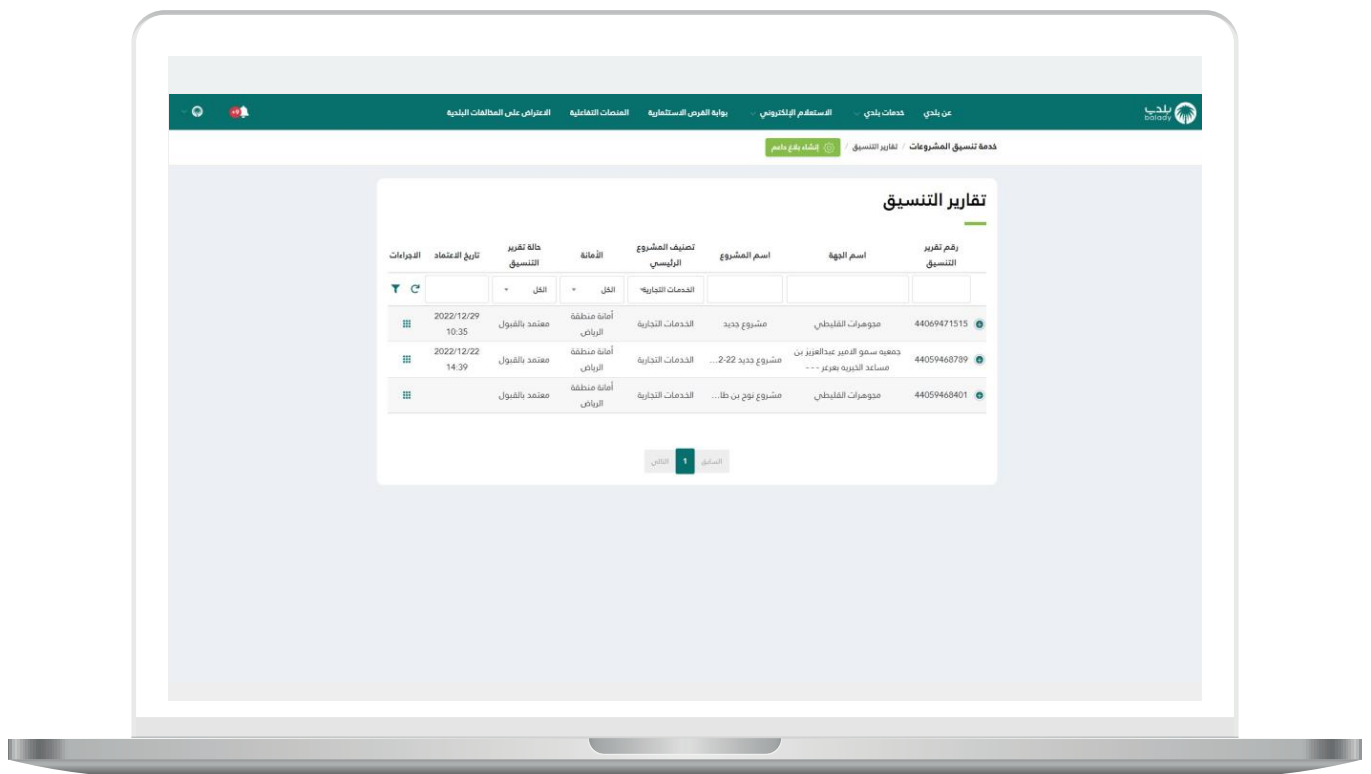 بلدي
balady
عن بلدي
خدمات بلدي
الاستعلام الإلكتروني
بوابة الفرص الاستثمارية
المنصات التفاعلية
الاعتراض على المخالفات البلدية
خدمة تنسيق المشروعات / تقارير التنسيق / إنشاء بلاغ داعم
تقارير التنسيق
رقم تقرير التنسيق
اسم الجهة
اسم المشروع
تصنيف المشروع الرئيسي
الأمانة
حالة تقرير التنسيق
تاريخ الاعتماد
الاجراءات
الخدمات التجارية
الكل
الكل
44069471515 مجوهرات القليطي مشروع جديد الخدمات التجارية أمانة منطقة الرياض معتمد بالقبول 2022/12/29 10:35
44059468789 جمعيه سمو الامير عبدالعزيز بن مساعد الخيريه بعرعر - - - مشروع جديد 22-2... الخدمات التجارية أمانة منطقة الرياض معتمد بالقبول 2022/12/22 14:39
44059468401 مجوهرات القليطي مشروع نوح بن طا... الخدمات التجارية أمانة منطقة الرياض معتمد بالقبول
السابق 1 التالي